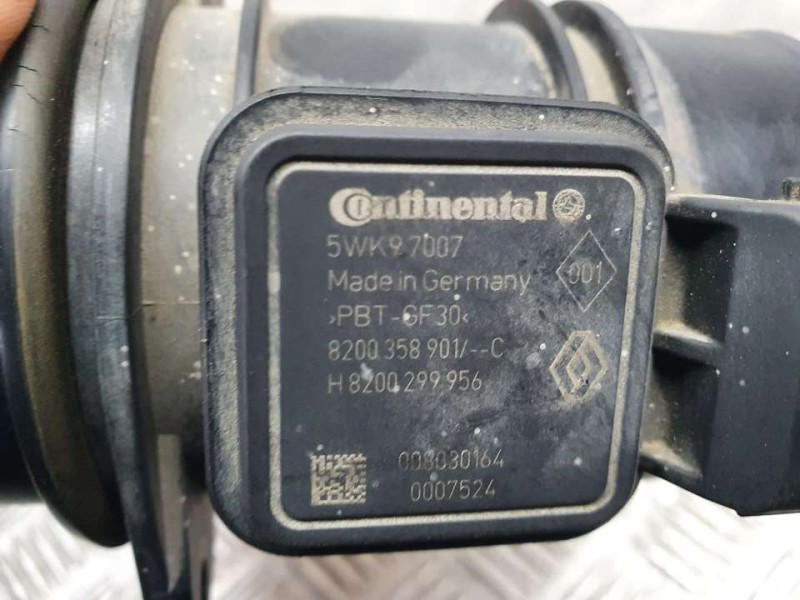 Continental
5WK9 7007
Made in Germany
001
>PBT-GF30<
8200 358 901/--C
H 8200 299 956
008030164
0007524